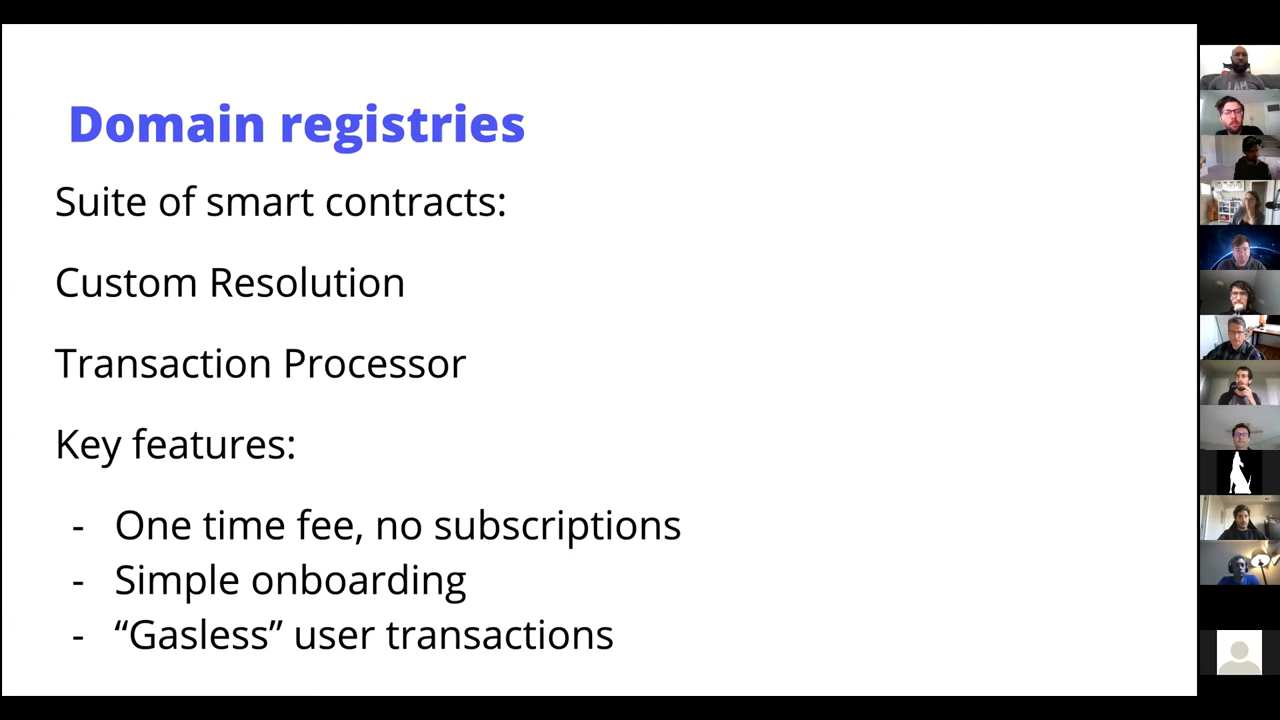 Domain registries
Suite of smart contracts:
Custom Resolution
Transaction Processor
Key features:
- One time fee, no subscriptions
- Simple onboarding
- “Gasless” user transactions
I AM